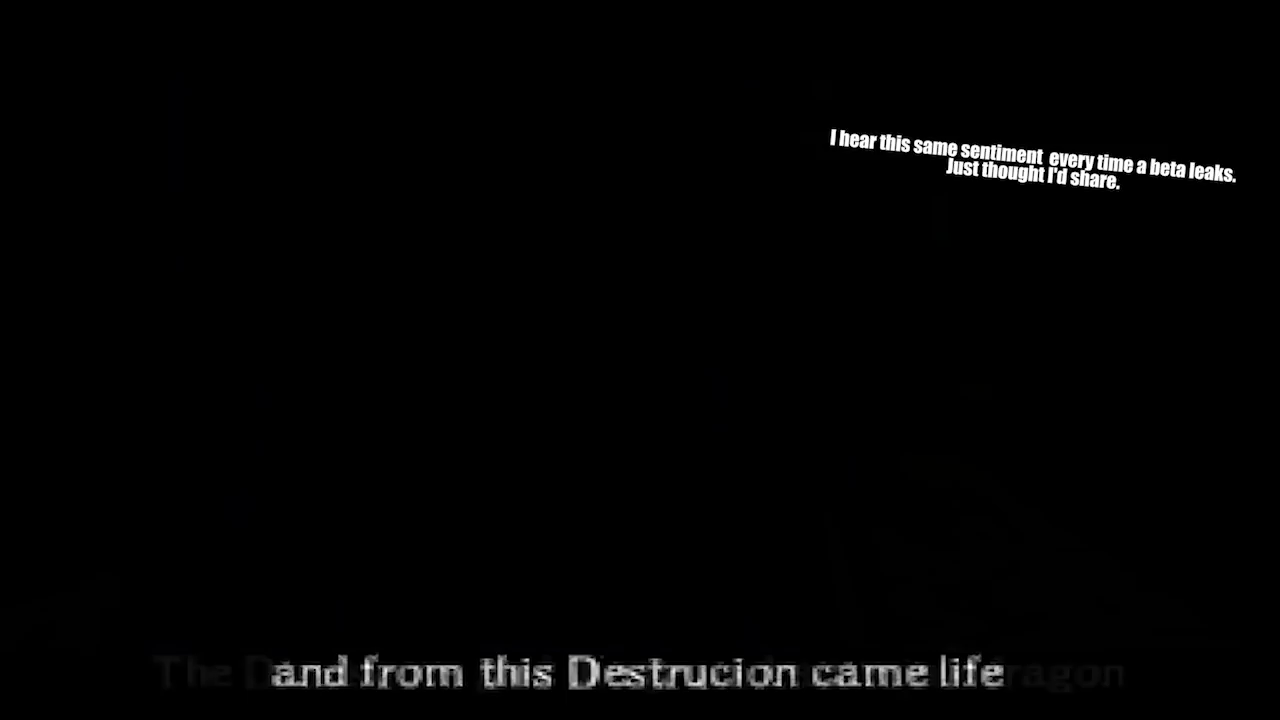 I hear this same sentiment every time a beta leaks.
Just thought I'd share.
and from this Destrucion came life